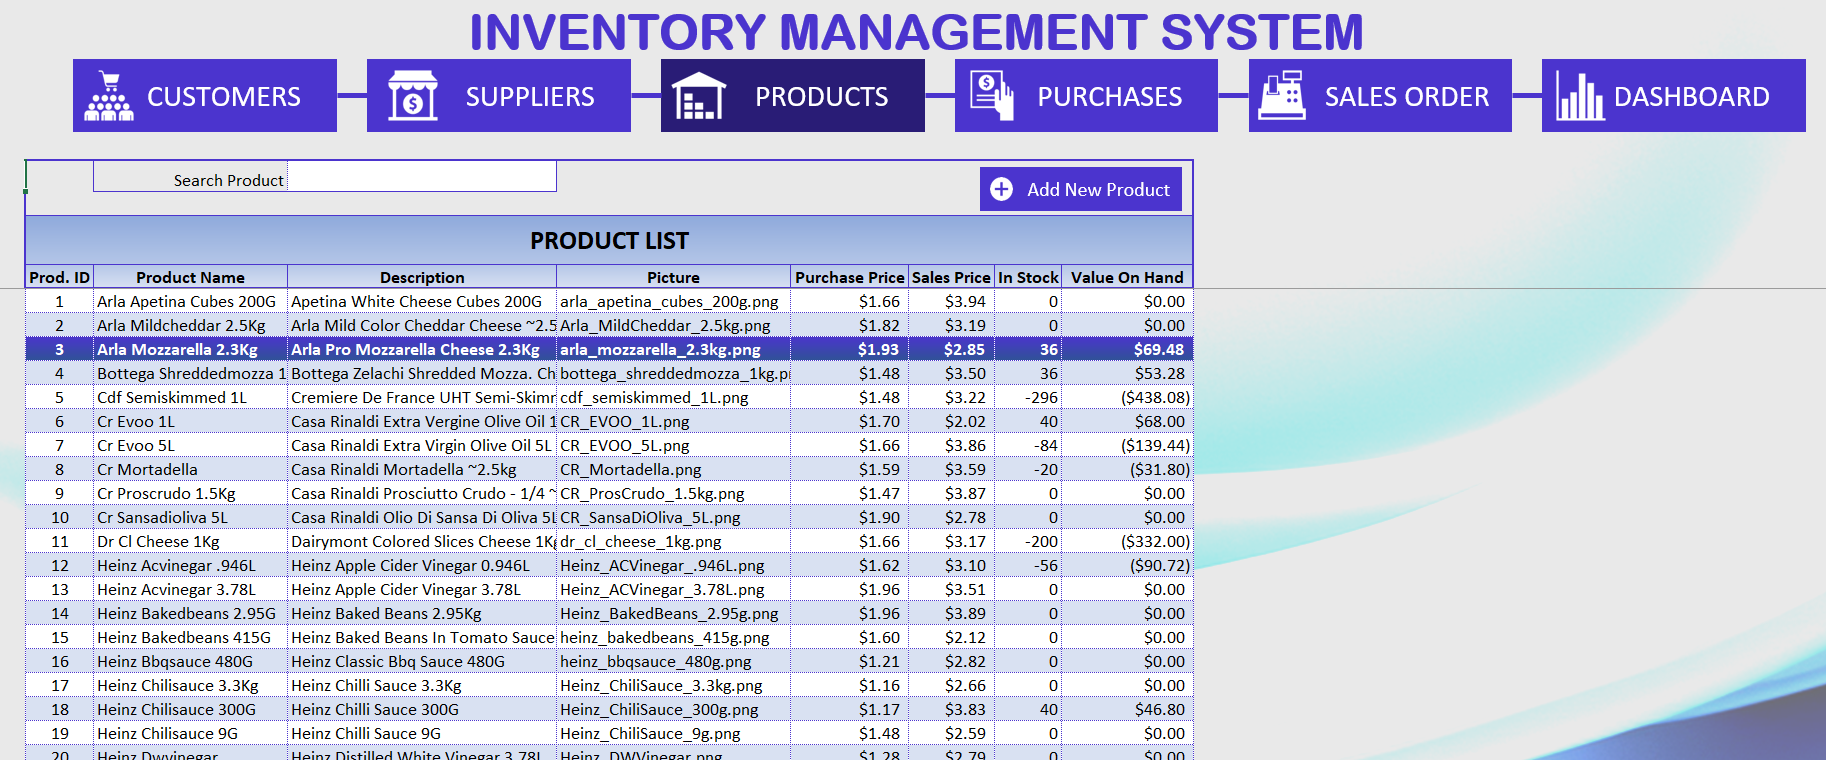 INVENTORY MANAGEMENT SYSTEM
CUSTOMERS SUPPLIERS PRODUCTS PURCHASES SALES ORDER DASHBOARD
Search Product
Add New Product
PRODUCT LIST
Prod. ID Product Name Description Picture Purchase Price Sales Price In Stock Value On Hand
1 Arla Apetina Cubes 200G Apetina White Cheese Cubes 200G arla_apetina_cubes_200g.png $1.66 $3.94 0 $0.00
2 Arla Mildcheddar 2.5Kg Arla Mild Color Cheddar Cheese ~2.5 Arla_MildCheddar_2.5kg.png $1.82 $3.19 0 $0.00
3 Arla Mozzarella 2.3Kg Arla Pro Mozzarella Cheese 2.3Kg arla_mozzarella_2.3kg.png $1.93 $2.85 36 $69.48
4 Bottega Shreddedmozza 1 Bottega Zelachi Shredded Mozza. Ch bottega_shreddedmozza_1kg.p $1.48 $3.50 36 $53.28
5 Cdf Semiskimmed 1L Cremiere De France UHT Semi-Skimm cdf_semiskimmed_1L.png $1.48 $3.22 -296 ($438.08)
6 Cr Evoo 1L Casa Rinaldi Extra Vergine Olive Oil 1 CR_EVOO_1L.png $1.70 $2.02 40 $68.00
7 Cr Evoo 5L Casa Rinaldi Extra Virgin Olive Oil 5L CR_EVOO_5L.png $1.66 $3.86 -84 ($139.44)
8 Cr Mortadella Casa Rinaldi Mortadella ~2.5kg CR_Mortadella.png $1.59 $3.59 -20 ($31.80)
9 Cr Proscrudo 1.5Kg Casa Rinaldi Prosciutto Crudo - 1/4 ~ CR_ProsCrudo_1.5kg.png $1.47 $3.87 0 $0.00
10 Cr Sansadioliva 5L Casa Rinaldi Olio Di Sansa Di Oliva 5L CR_SansaDiOliva_5L.png $1.90 $2.78 0 $0.00
11 Dr Cl Cheese 1Kg Dairymont Colored Slices Cheese 1Kg dr_cl_cheese_1kg.png $1.66 $3.17 -200 ($332.00)
12 Heinz Acvinegar .946L Heinz Apple Cider Vinegar 0.946L Heinz_ACVinegar_.946L.png $1.62 $3.10 -56 ($90.72)
13 Heinz Acvinegar 3.78L Heinz Apple Cider Vinegar 3.78L Heinz_ACVinegar_3.78L.png $1.96 $3.51 0 $0.00
14 Heinz Bakedbeans 2.95G Heinz Baked Beans 2.95Kg Heinz_BakedBeans_2.95g.png $1.96 $3.89 0 $0.00
15 Heinz Bakedbeans 415G Heinz Baked Beans In Tomato Sauce heinz_bakedbeans_415g.png $1.60 $2.12 0 $0.00
16 Heinz Bbqsauce 480G Heinz Classic Bbq Sauce 480G heinz_bbqsauce_480g.png $1.21 $2.82 0 $0.00
17 Heinz Chilisauce 3.3Kg Heinz Chilli Sauce 3.3Kg Heinz_ChiliSauce_3.3kg.png $1.16 $2.66 0 $0.00
18 Heinz Chilisauce 300G Heinz Chilli Sauce 300G Heinz_ChiliSauce_300g.png $1.17 $3.83 40 $46.80
19 Heinz Chilisauce 9G Heinz Chilli Sauce 9G Heinz_ChiliSauce_9g.png $1.48 $2.59 0 $0.00
20 Heinz Dwvinegar Heinz Distilled White Vinegar 3.78L Heinz_DWVinegar.png $1.28 $2.79 0 $0.00